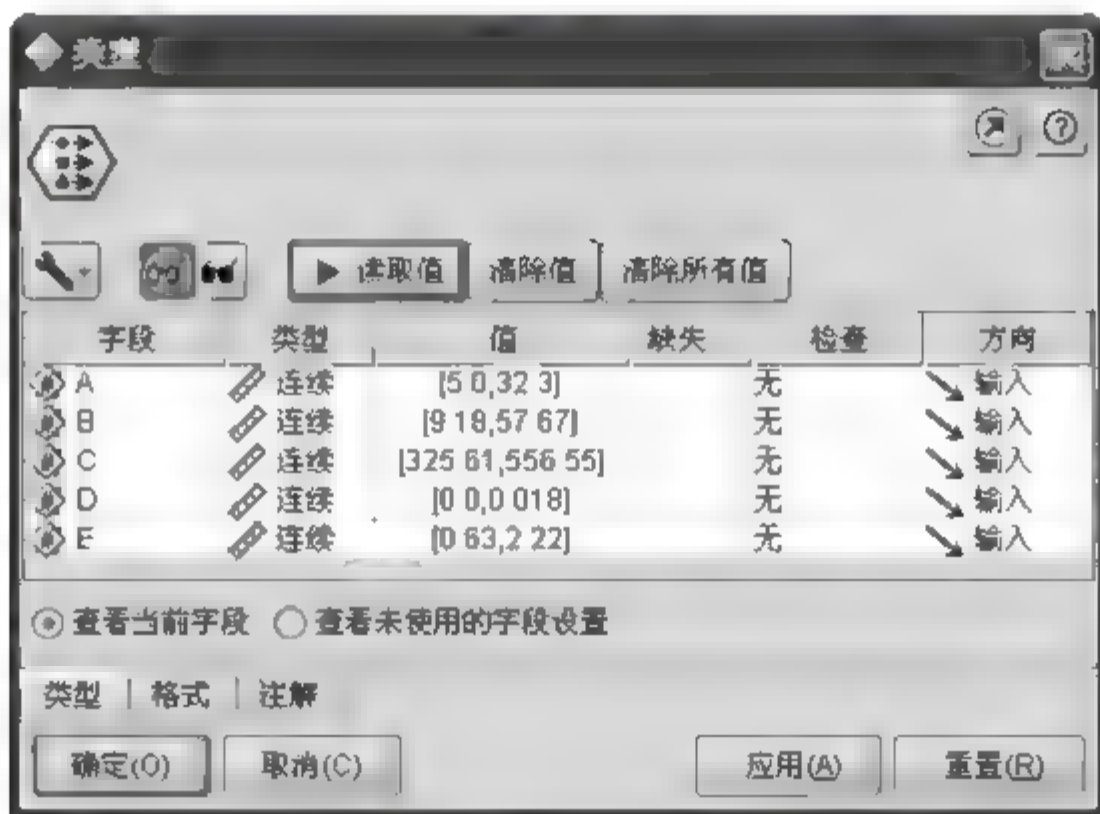 类型
?
读取值 清除值 清除所有值
字段 类型 值 缺失 检查 方向
A 连续 [5 0,32 3] 无 输入
B 连续 [9 18,57 67] 无 输入
C 连续 [325 61,556 55] 无 输入
D 连续 [0 0,0 018] 无 输入
E 连续 [0 63,2 22] 无 输入
查看当前字段 查看未使用的字段设置
类型 格式 注解
确定(O) 取消(C) 应用(A) 重置(R)